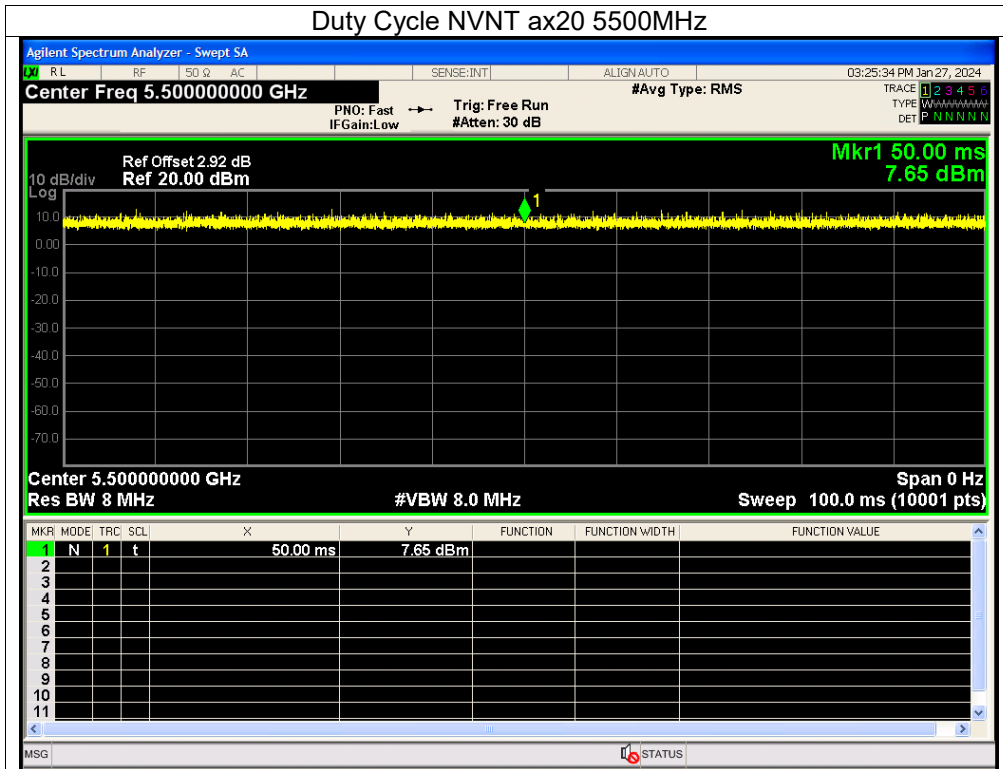 Duty Cycle NVNT ax20 5500MHz
Agilent Spectrum Analyzer - Swept SA
LXI RL RF 50 Ω AC SENSE:INT ALIGN AUTO 03:25:34 PM Jan 27, 2024
Center Freq 5.500000000 GHz #Avg Type: RMS TRACE 1 2 3 4 5 6
PNO: Fast Trig: Free Run TYPE WWWWWW
IFGain:Low #Atten: 30 dB DET P N N N N N
Mkr1 50.00 ms
Ref Offset 2.92 dB
10 dB/div Ref 20.00 dBm 7.65 dBm
Log
1
10.0
0.00
-10.0
-20.0
-30.0
-40.0
-50.0
-60.0
-70.0
Center 5.500000000 GHz Span 0 Hz
Res BW 8 MHz #VBW 8.0 MHz Sweep 100.0 ms (10001 pts)
MKR MODE TRC SCL X Y FUNCTION FUNCTION WIDTH FUNCTION VALUE
1 N 1 t 50.00 ms 7.65 dBm
2
3
4
5
6
7
8
9
10
11
MSG STATUS